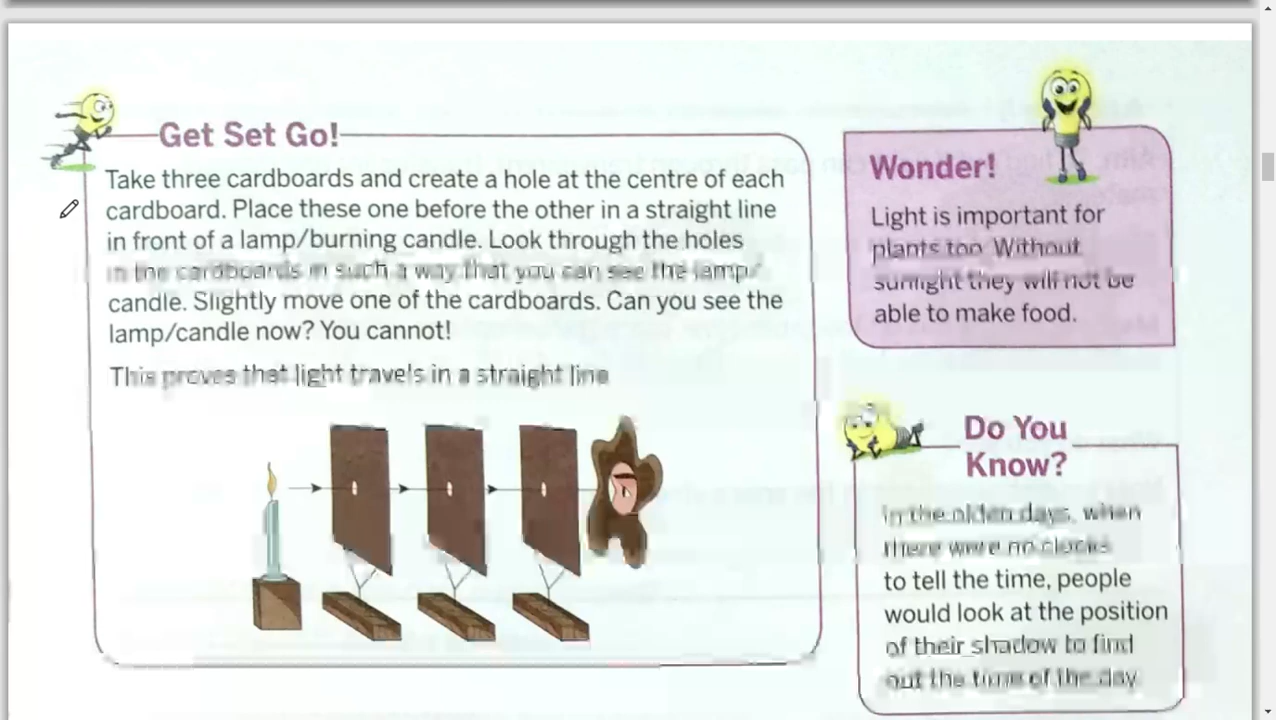 Get Set Go!
Take three cardboards and create a hole at the centre of each
cardboard. Place these one before the other in a straight line
in front of a lamp/burning candle. Look through the holes
in the cardboards in such a way that you can see the lamp/
candle. Slightly move one of the cardboards. Can you see the
lamp/candle now? You cannot!
This proves that light travels in a straight line
Wonder!
Light is important for
plants too Without
sunlight they will not be
able to make food.
Do You
Know?
In the olden days, when
there were no clocks
to tell the time, people
would look at the position
of their shadow to find
out the time of the day